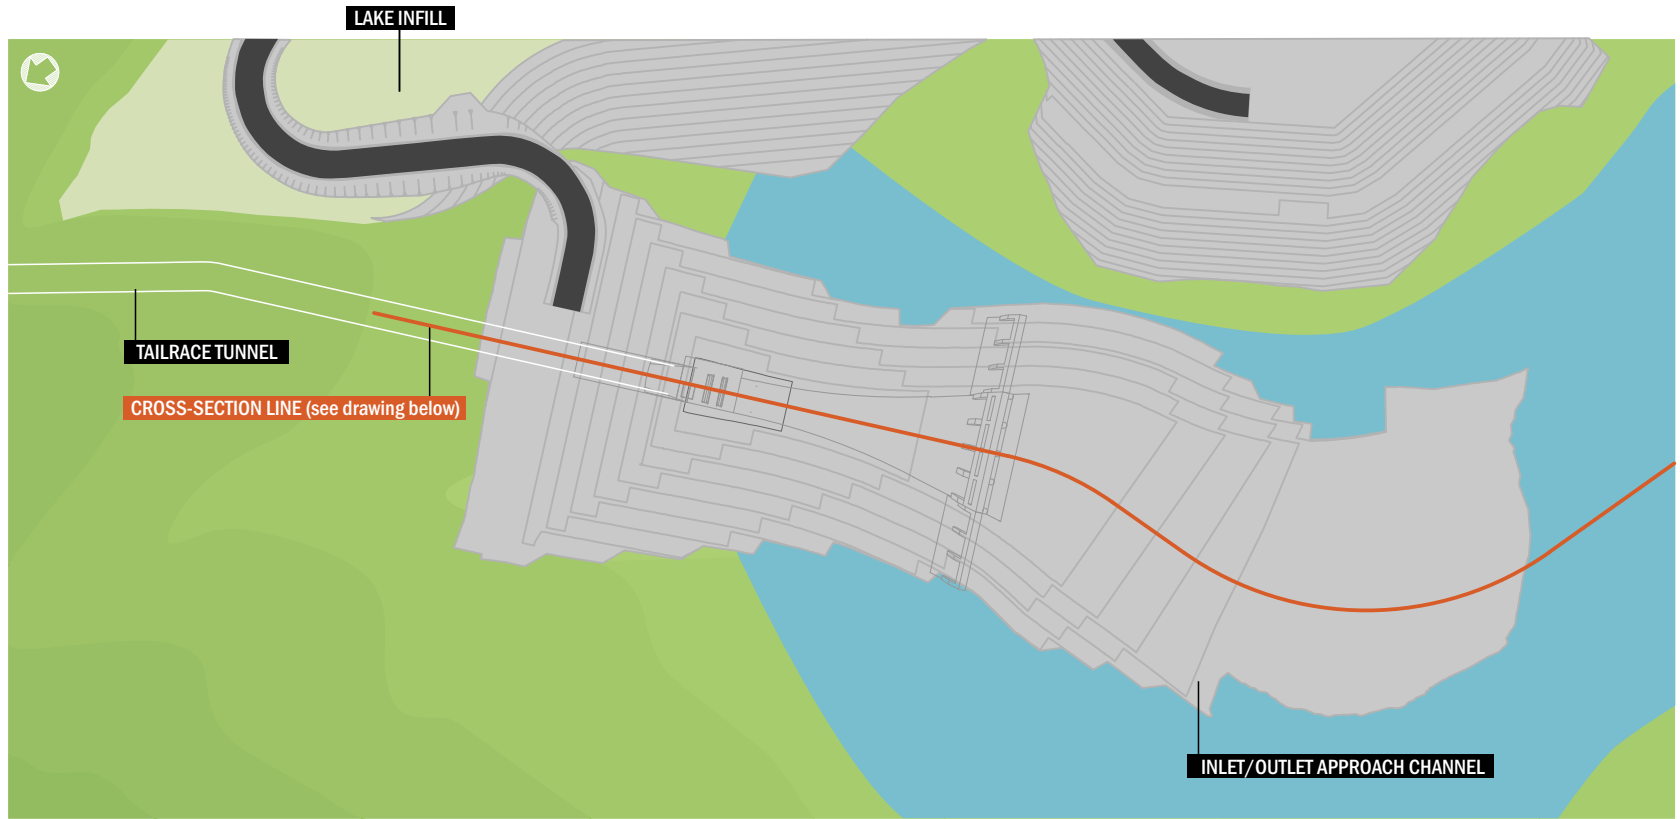 LAKE INFILL
TAILRACE TUNNEL
CROSS-SECTION LINE (see drawing below)
INLET/OUTLET APPROACH CHANNEL